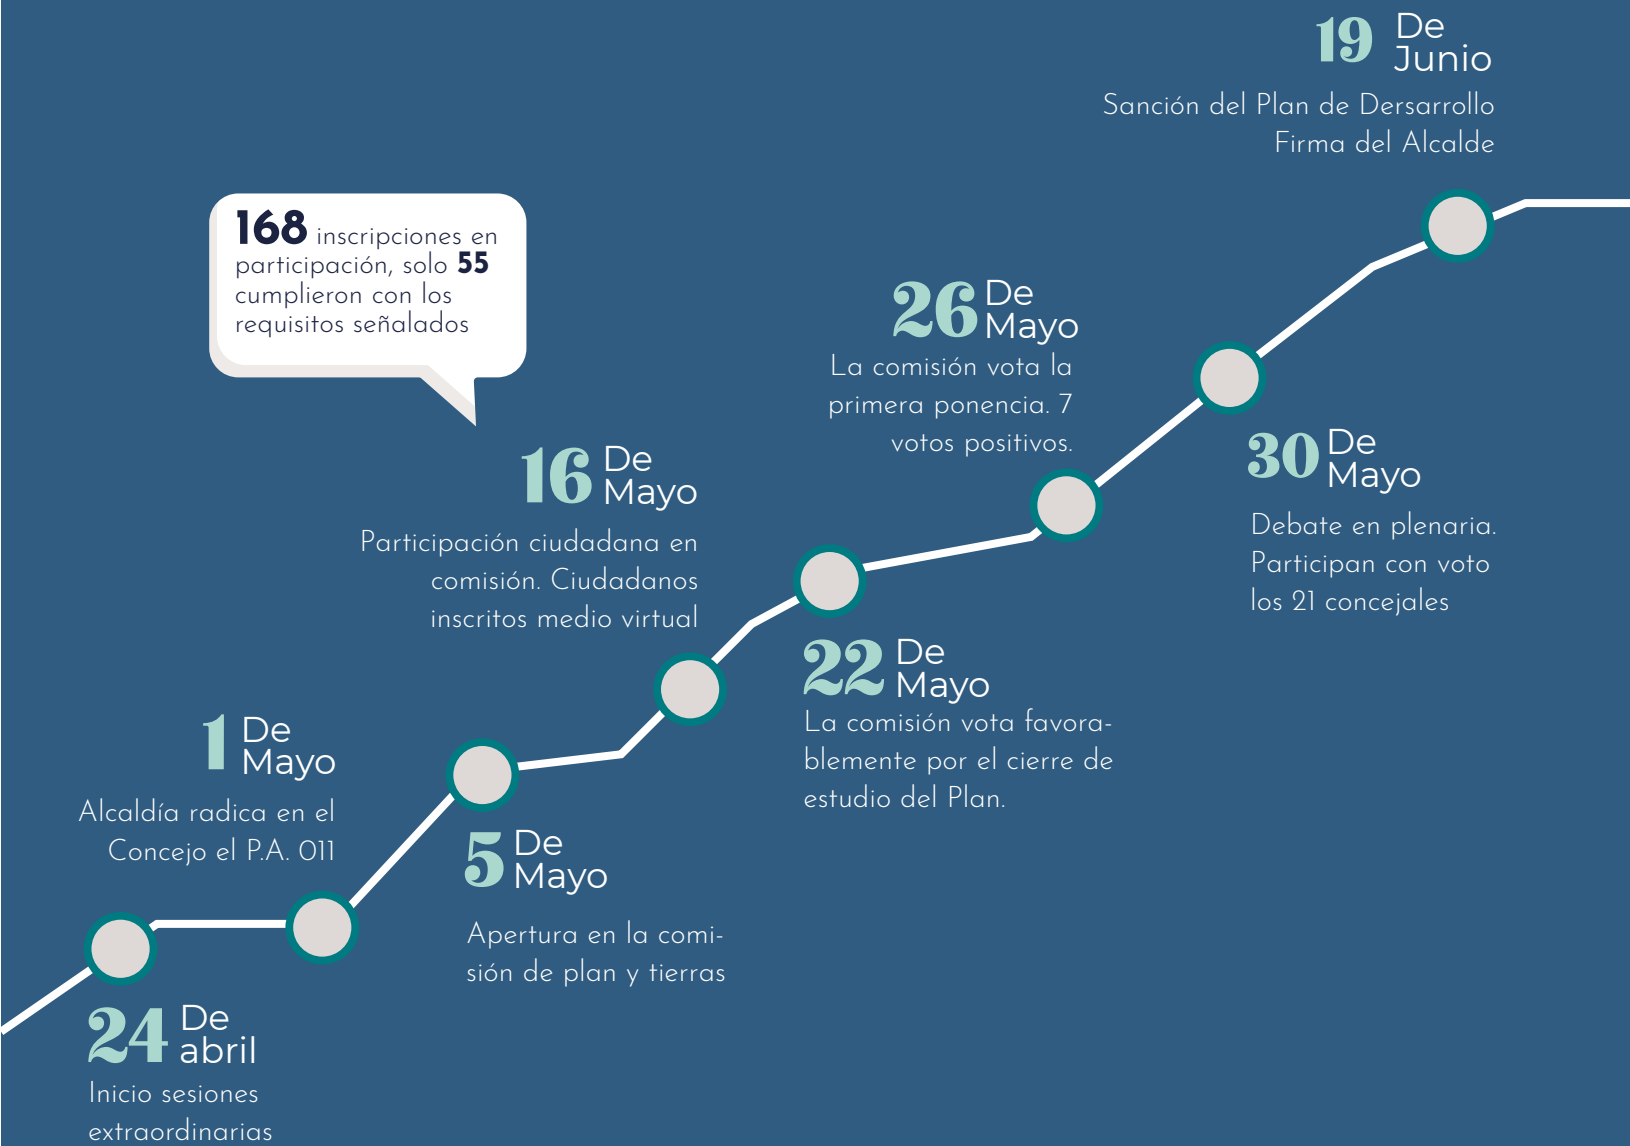 24 De
abril
Inicio sesiones
extraordinarias
1 De
Mayo
Alcaldía radica en el
Concejo el P.A. 011
5 De
Mayo
Apertura en la comi-
sión de plan y tierras
168 inscripciones en
participación, solo 55
cumplieron con los
requisitos señalados
16 De
Mayo
Participación ciudadana en
comisión. Ciudadanos
inscritos medio virtual
22 De
Mayo
La comisión vota favora-
blemente por el cierre de
estudio del Plan.
26 De
Mayo
La comisión vota la
primera ponencia. 7
votos positivos.
30 De
Mayo
Debate en plenaria.
Participan con voto
los 21 concejales
19 De
Junio
Sanción del Plan de Dersarrollo
Firma del Alcalde